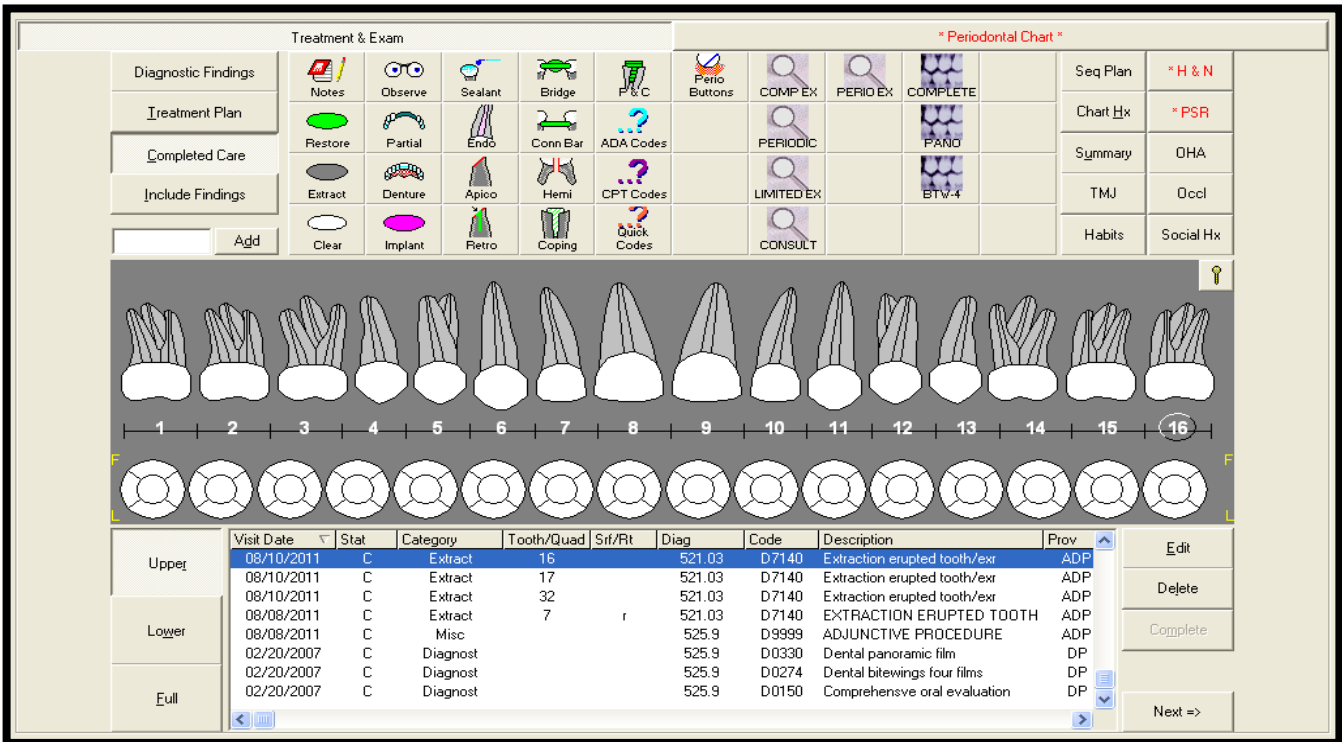 Treatment & Exam
* Periodontal Chart *
Diagnostic Findings
Treatment Plan
Completed Care
Include Findings
Add
Notes Observe Sealant Bridge P & C Perio Buttons COMP EX PERIO EX COMPLETE
Restore Partial Endo Conn Bar ADA Codes PERIODIC PANO
Extract Denture Apico Hemi CPT Codes LIMITED EX BTW-4
Clear Implant Retro Coping Quick Codes CONSULT
Seq Plan * H & N
Chart Hx * PSR
Summary OHA
TMJ Occl
Habits Social Hx
1 2 3 4 5 6 7 8 9 10 11 12 13 14 15 16
F F
L L
Upper
Lower
Full
Visit Date Stat Category Tooth/Quad Srf/Rt Diag Code Description Prov
08/10/2011 C Extract 16 521.03 D7140 Extraction erupted tooth/exr ADP
08/10/2011 C Extract 17 521.03 D7140 Extraction erupted tooth/exr ADP
08/10/2011 C Extract 32 521.03 D7140 Extraction erupted tooth/exr ADP
08/08/2011 C Extract 7 r 521.03 D7140 EXTRACTION ERUPTED TOOTH ADP
08/08/2011 C Misc 525.9 D9999 ADJUNCTIVE PROCEDURE ADP
02/20/2007 C Diagnost 525.9 D0330 Dental panoramic film DP
02/20/2007 C Diagnost 525.9 D0274 Dental bitewings four films DP
02/20/2007 C Diagnost 525.9 D0150 Comprehensve oral evaluation DP
Edit
Delete
Complete
Next =>